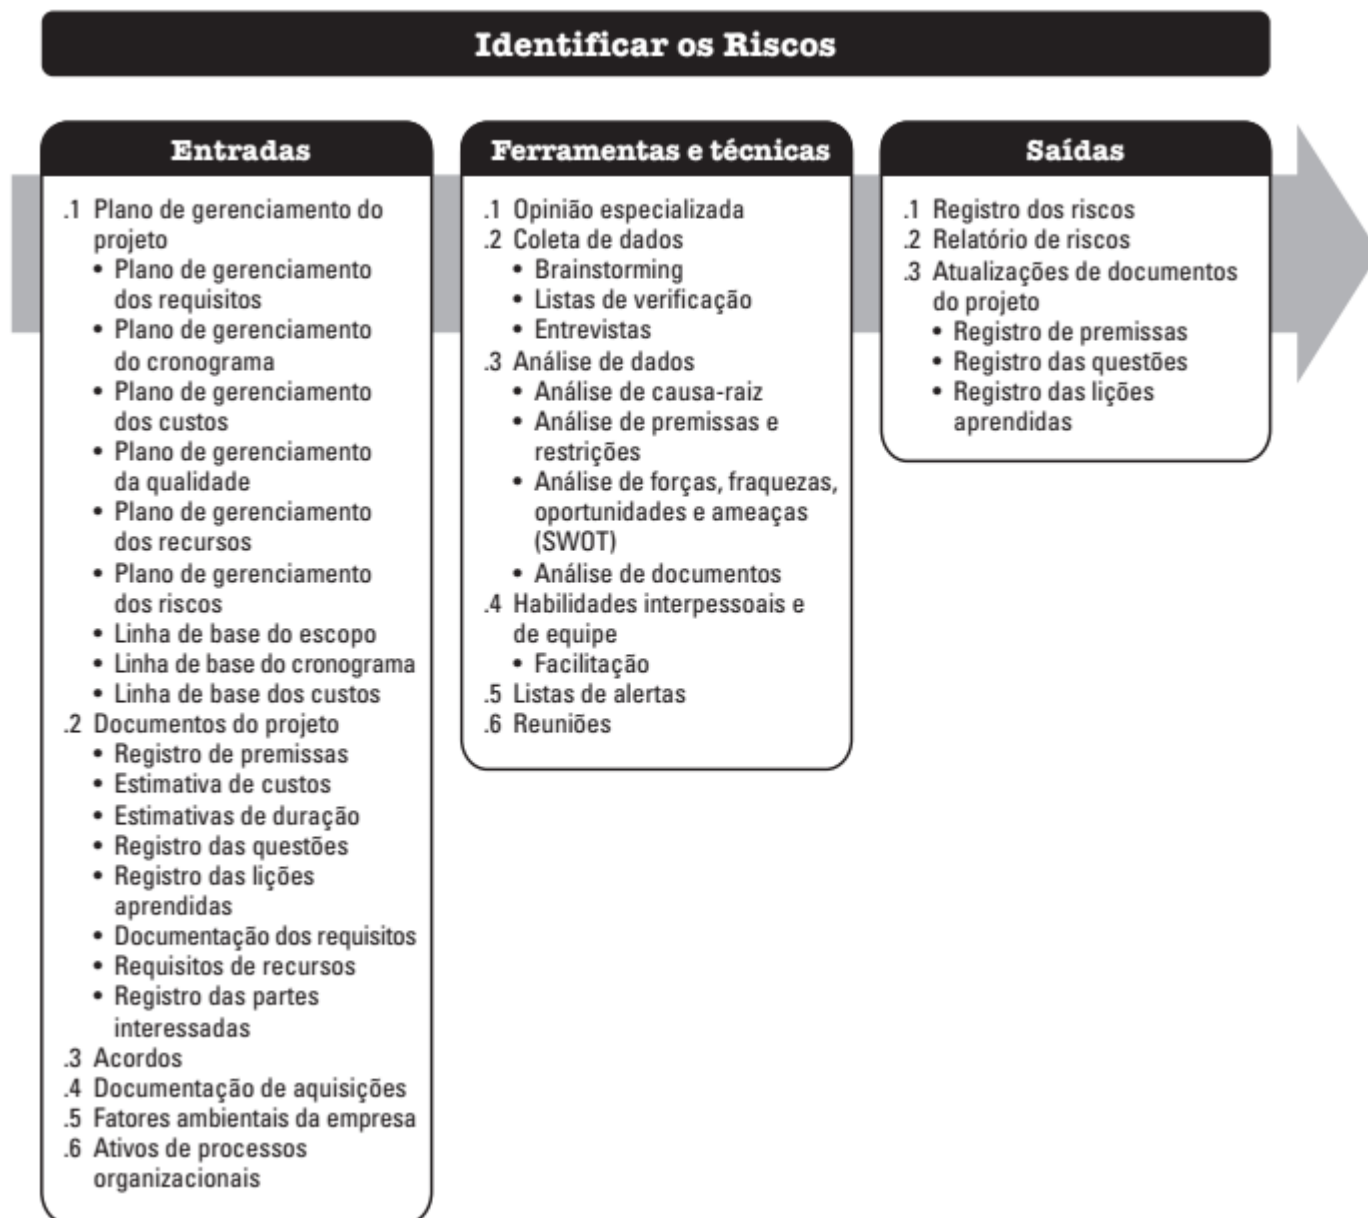 Identificar os Riscos
Entradas
.1 Plano de gerenciamento do
projeto
• Plano de gerenciamento
dos requisitos
• Plano de gerenciamento
do cronograma
• Plano de gerenciamento
dos custos
• Plano de gerenciamento
da qualidade
• Plano de gerenciamento
dos recursos
• Plano de gerenciamento
dos riscos
• Linha de base do escopo
• Linha de base do cronograma
• Linha de base dos custos
.2 Documentos do projeto
• Registro de premissas
• Estimativa de custos
• Estimativas de duração
• Registro das questões
• Registro das lições
aprendidas
• Documentação dos requisitos
• Requisitos de recursos
• Registro das partes
interessadas
.3 Acordos
.4 Documentação de aquisições
.5 Fatores ambientais da empresa
.6 Ativos de processos
organizacionais
Ferramentas e técnicas
.1 Opinião especializada
.2 Coleta de dados
• Brainstorming
• Listas de verificação
• Entrevistas
.3 Análise de dados
• Análise de causa-raiz
• Análise de premissas e
restrições
• Análise de forças, fraquezas,
oportunidades e ameaças
(SWOT)
• Análise de documentos
.4 Habilidades interpessoais e
de equipe
• Facilitação
.5 Listas de alertas
.6 Reuniões
Saídas
.1 Registro dos riscos
.2 Relatório de riscos
.3 Atualizações de documentos
do projeto
• Registro de premissas
• Registro das questões
• Registro das lições
aprendidas